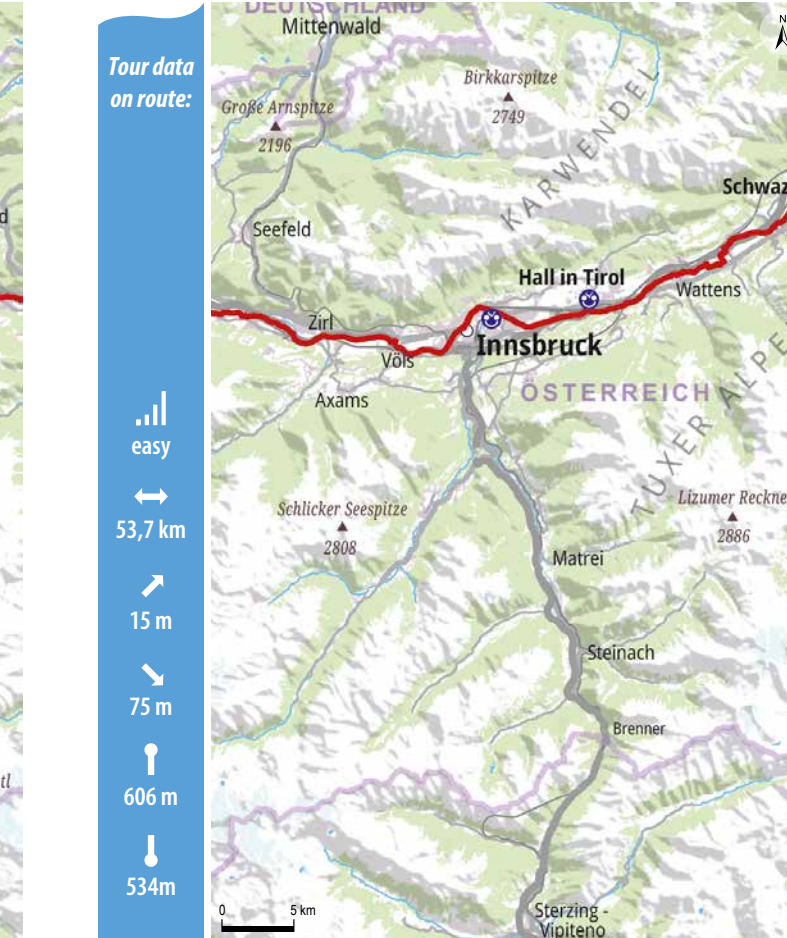 Tour data
on route:
easy
53,7 km
15 m
75 m
606 m
534m
DEUTSCHLAND
Mittenwald
N
Birkkarspitze
2749
Große Arnspitze
2196
KARWENDEL
Schwaz
Seefeld
Hall in Tirol
Wattens
Zirl
Innsbruck
Völs
ÖSTERREICH
Axams
TUXER ALPE
Schlicker Seespitze
2808
Lizumer Reckne
2886
Matrei
Steinach
Brenner
0 5 km
Sterzing -
Vipiteno
d
tl